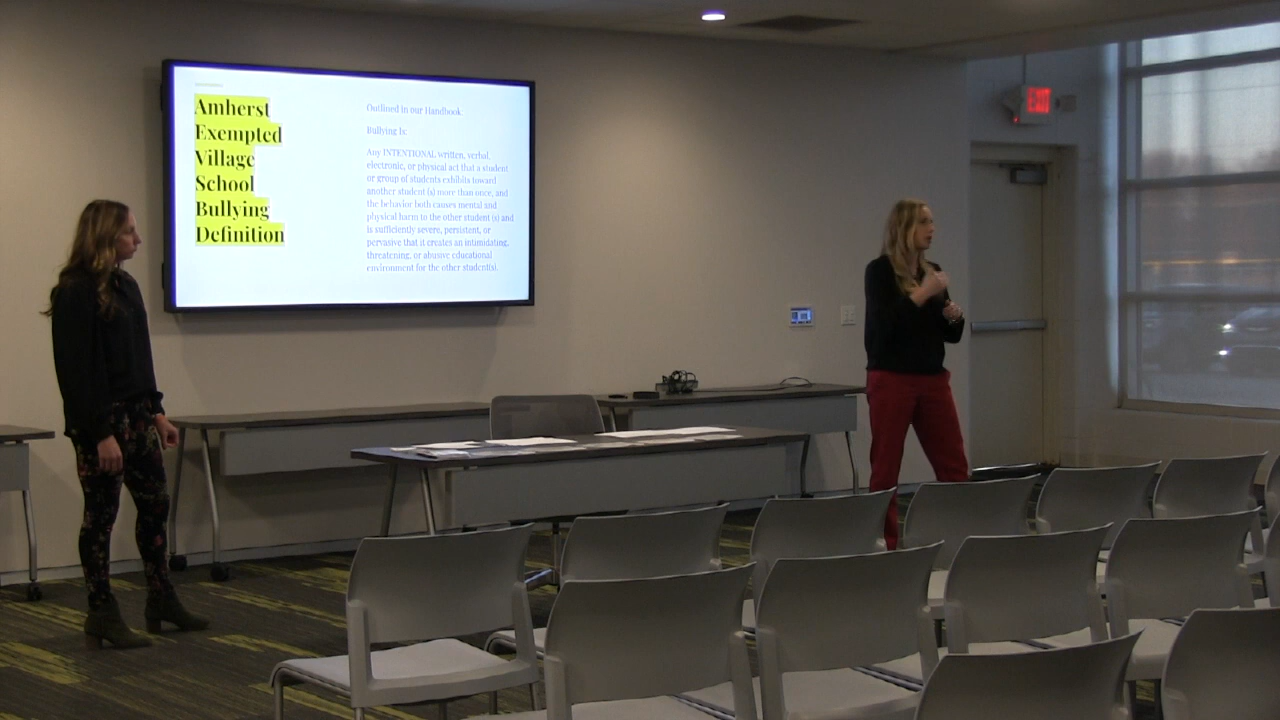 Amherst
Exempted
Village
School
Bullying
Definition
Outlined in our Handbook
Bullying Is:
Any INTENTIONAL written, verbal,
electronic, or physical act that a student
or group of students exhibits toward
another student (s) more than once, and
the behavior both causes mental and
physical harm to the other student (s) and
is sufficiently severe, persistent, or
pervasive that it creates an intimidating,
threatening, or abusive educational
environment for the other student(s).
EXIT